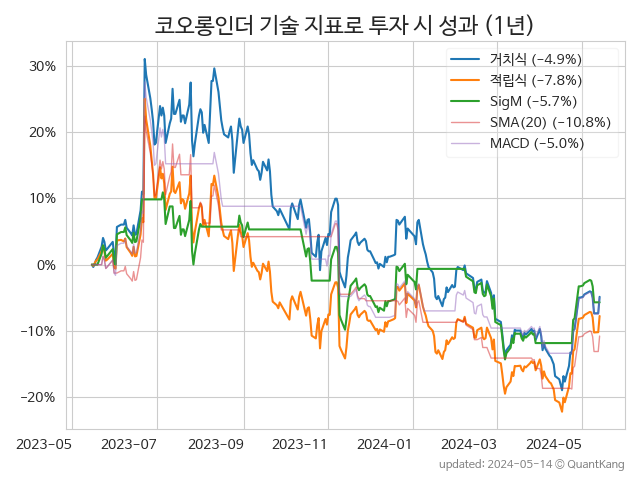 코오롱인더 기술 지표로 투자 시 성과 (1년)
거치식 (−4.9%)
적립식 (−7.8%)
SigM (−5.7%)
SMA(20) (−10.8%)
MACD (−5.0%)
30%
20%
10%
0%
−10%
−20%
2023-05 2023-07 2023-09 2023-11 2024-01 2024-03 2024-05
updated: 2024-05-14 © QuantKang